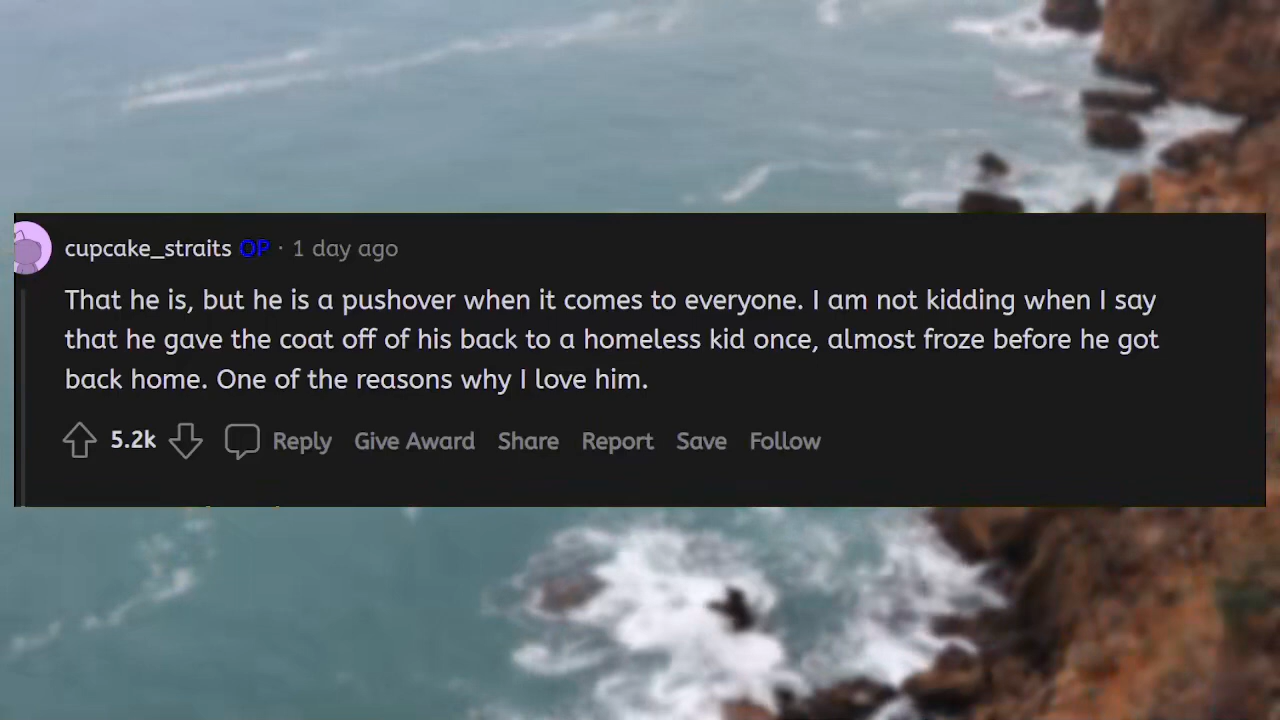 cupcake_straits OP · 1 day ago
That he is, but he is a pushover when it comes to everyone. I am not kidding when I say
that he gave the coat off of his back to a homeless kid once, almost froze before he got
back home. One of the reasons why I love him.
5.2k Reply Give Award Share Report Save Follow